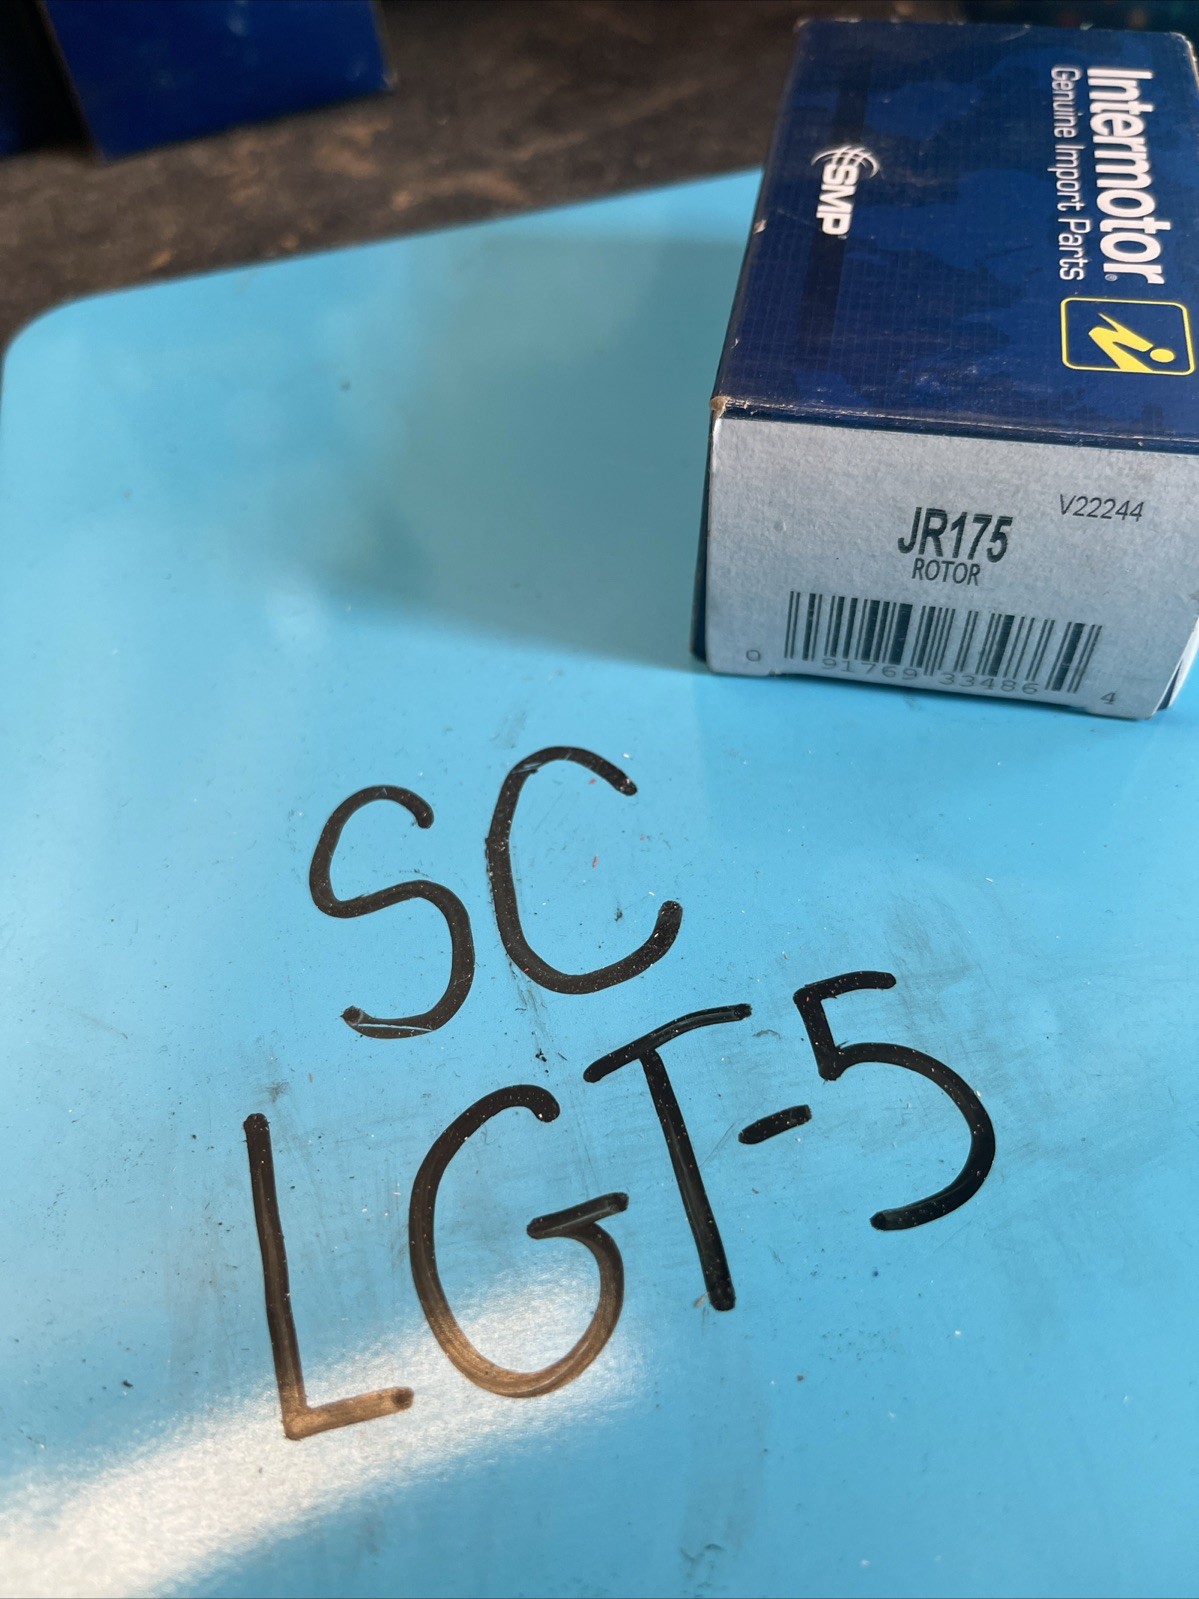 Intermotor®
Genuine Import Parts
SMP®
V22244
JR175
ROTOR
0 91769 33486 4
SC
LGT-5